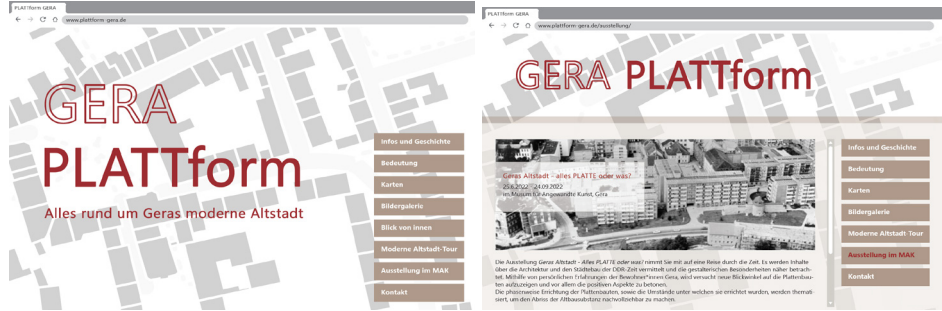 PLATTform GERA
www.plattform-gera.de
GERA
PLATTform
Alles rund um Geras moderne Altstadt
Infos und Geschichte
Bedeutung
Karten
Bildergalerie
Blick von innen
Moderne Altstadt-Tour
Ausstellung im MAK
Kontakt
PLATTform GERA
www.plattform-gera.de/ausstellung/
GERA PLATTform
Geras Altstadt - alles PLATTE oder was?
25.6.2022 - 24.09.2022
im Museum für Angewandte Kunst, Gera
Die Ausstellung Geras Altstadt - Alles PLATTE oder was? nimmt Sie mit auf eine Reise durch die Zeit. Es werden Inhalte
über die Architektur und den Städtebau der DDR-Zeit vermittelt und die gestalterischen Besonderheiten näher betrach-
tet. Mithilfe von persönlichen Erfahrungen der Bewohner*innen Gera, wird versucht neue Blickwinkel auf die Plattenbau-
ten aufzuzeigen und vor allem die positiven Aspekte zu betonen.
Die phasenweise Errichtung der Plattenbauten, sowie die Umstände unter welchen sie errichtet wurden, werden themati-
siert, um den Abriss der Altbausubstanz nachvollziehbar zu machen.
Infos und Geschichte
Bedeutung
Karten
Bildergalerie
Moderne Altstadt-Tour
Ausstellung im MAK
Kontakt